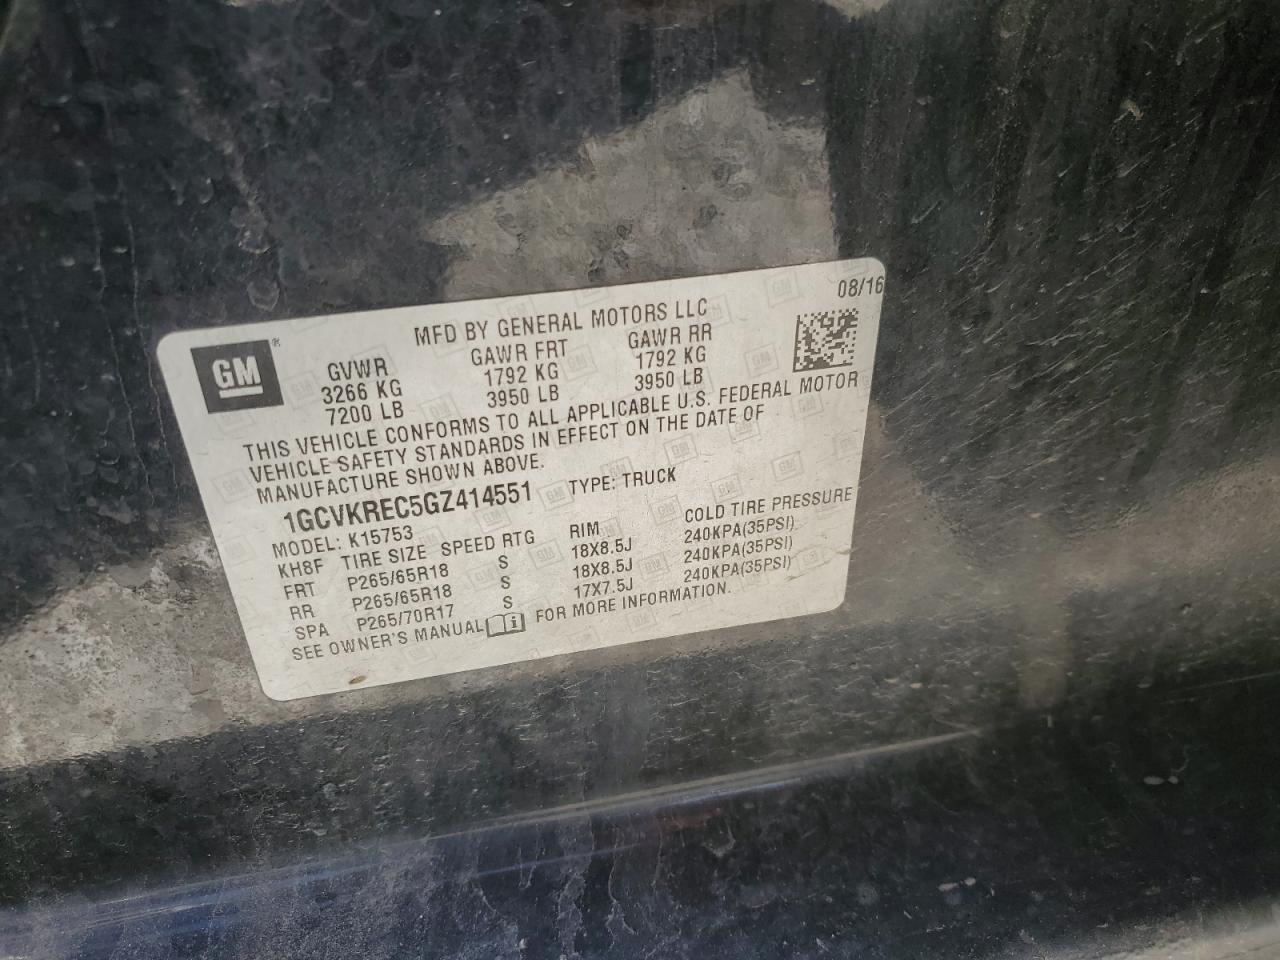 08/16
MFD BY GENERAL MOTORS LLC
GM®
GVWR GAWR FRT GAWR RR
3266 KG 1792 KG 1792 KG
7200 LB 3950 LB 3950 LB
THIS VEHICLE CONFORMS TO ALL APPLICABLE U.S. FEDERAL MOTOR
VEHICLE SAFETY STANDARDS IN EFFECT ON THE DATE OF
MANUFACTURE SHOWN ABOVE.
1GCVKREC5GZ414551 TYPE: TRUCK
MODEL: K15753
KH8F TIRE SIZE SPEED RTG RIM COLD TIRE PRESSURE
FRT P265/65R18 S 18X8.5J 240KPA(35PSI)
RR P265/65R18 S 18X8.5J 240KPA(35PSI)
SPA P265/70R17 S 17X7.5J 240KPA(35PSI)
SEE OWNER'S MANUAL i FOR MORE INFORMATION.